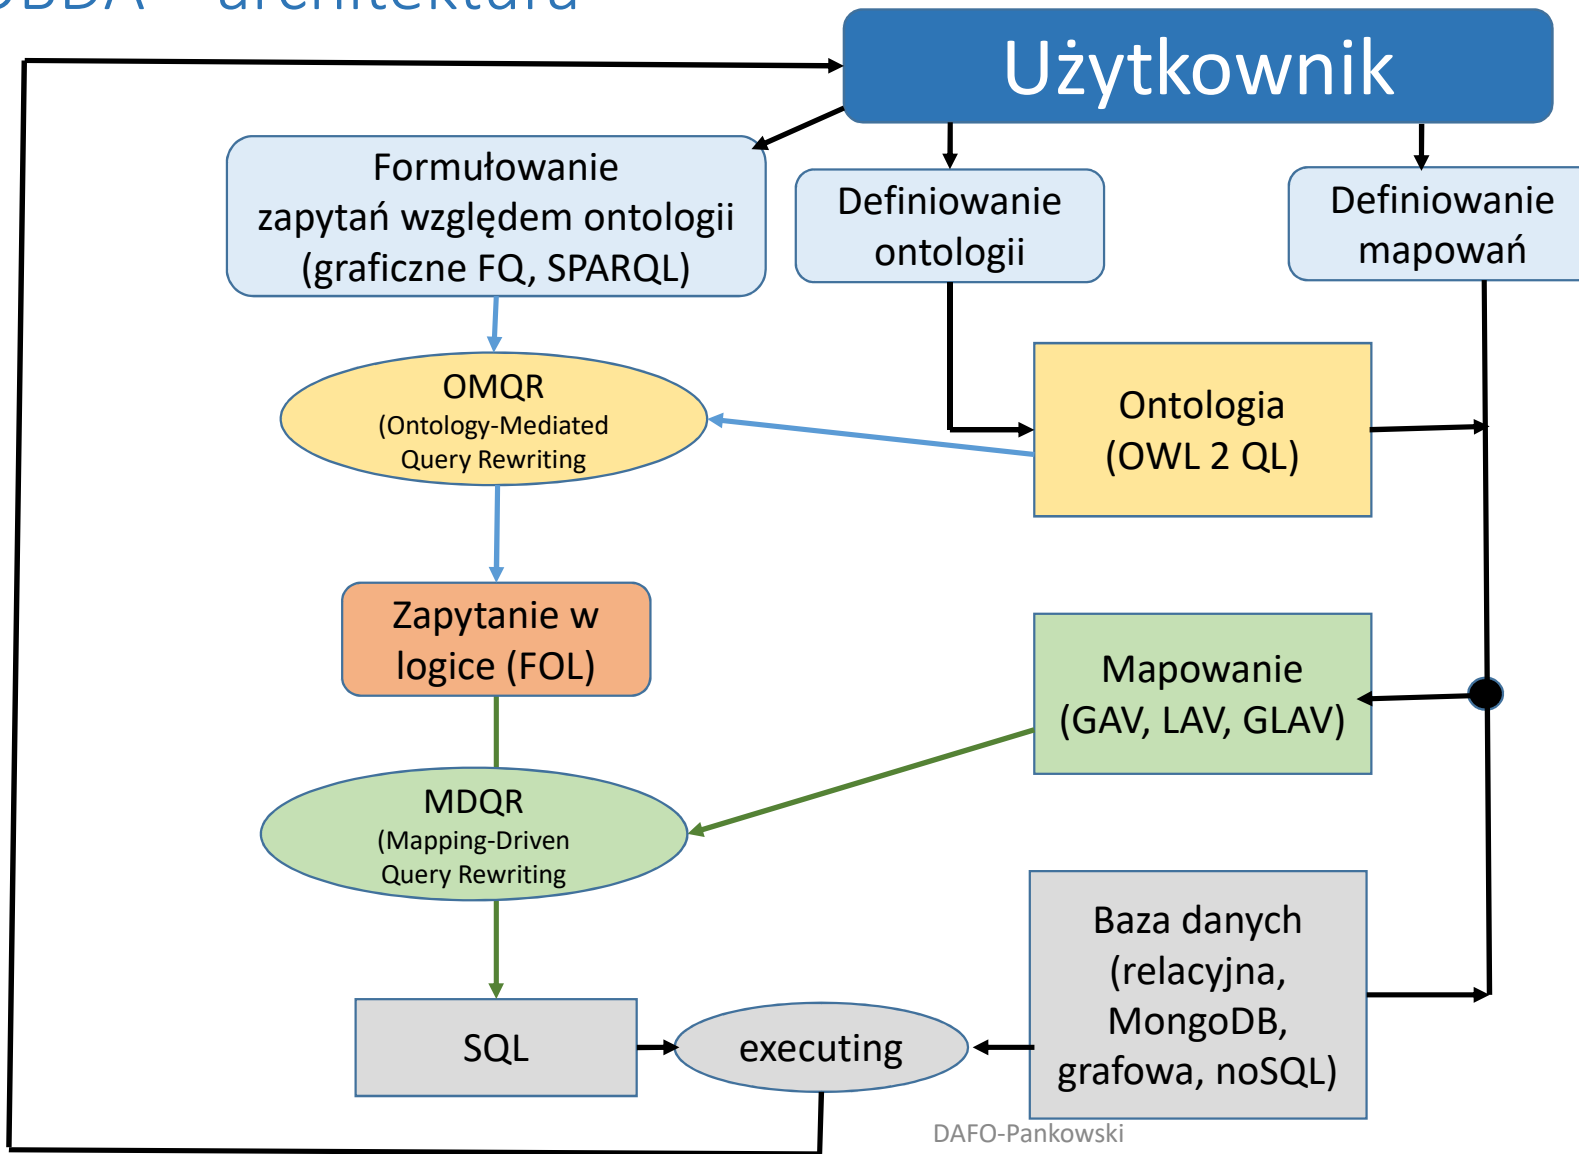 OBDA – architektura
Użytkownik
Formułowanie
zapytań względem ontologii
(graficzne FQ, SPARQL)
Definiowanie
ontologii
Definiowanie
mapowań
OMQR
(Ontology-Mediated
Query Rewriting
Ontologia
(OWL 2 QL)
Zapytanie w
logice (FOL)
Mapowanie
(GAV, LAV, GLAV)
MDQR
(Mapping-Driven
Query Rewriting
Baza danych
(relacyjna,
MongoDB,
grafowa, noSQL)
SQL
executing
DAFO-Pankowski